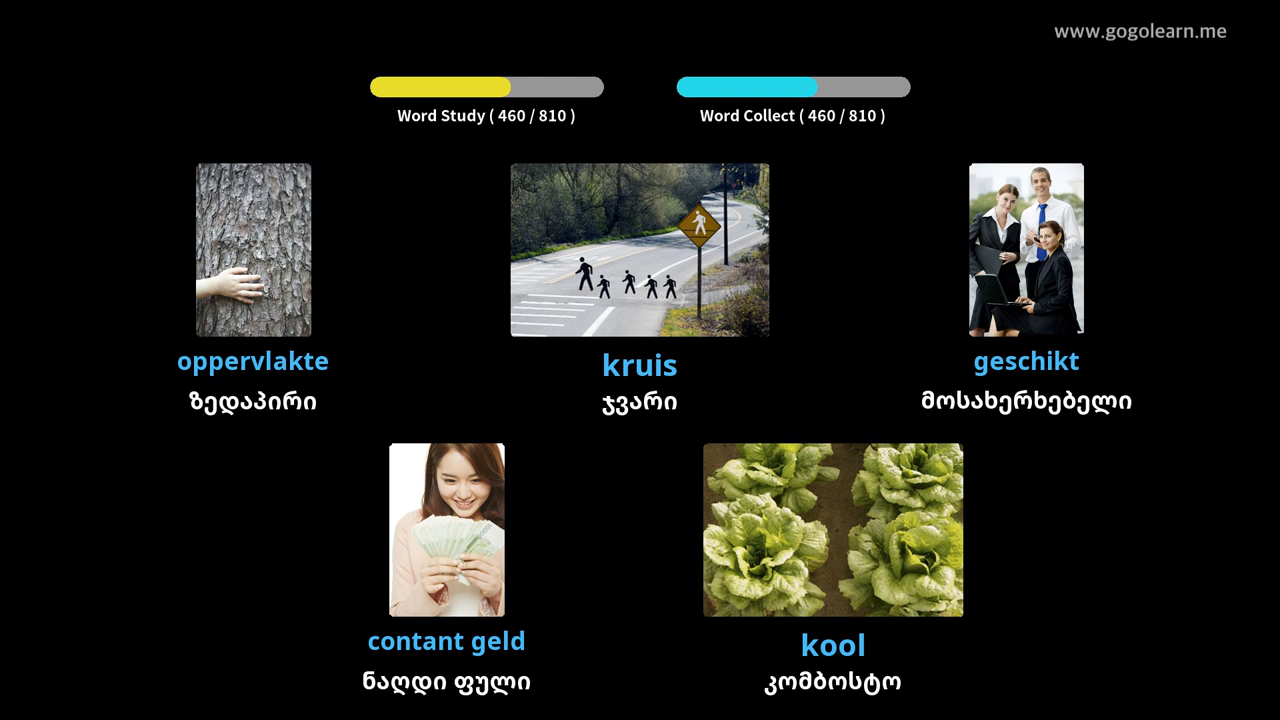 www.gogolearn.me
Word Study ( 460 / 810 )
Word Collect ( 460 / 810 )
oppervlakte
ზედაპირი
kruis
ჯვარი
geschikt
მოსახერხებელი
contant geld
ნაღდი ფული
kool
კომბოსტო